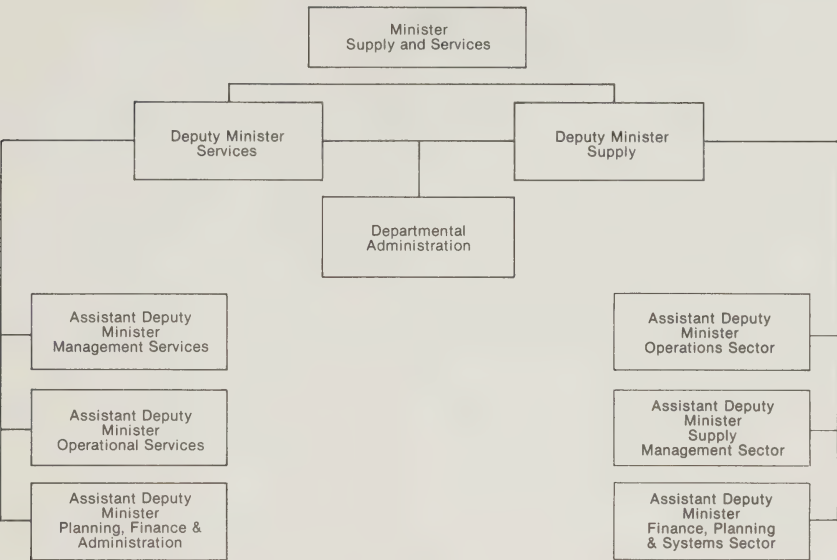 Minister
Supply and Services
Deputy Minister
Services
Deputy Minister
Supply
Departmental
Administration
Assistant Deputy
Minister
Management Services
Assistant Deputy
Minister
Operational Services
Assistant Deputy
Minister
Planning, Finance &
Administration
Assistant Deputy
Minister
Operations Sector
Assistant Deputy
Minister
Supply
Management Sector
Assistant Deputy
Minister
Finance, Planning
& Systems Sector